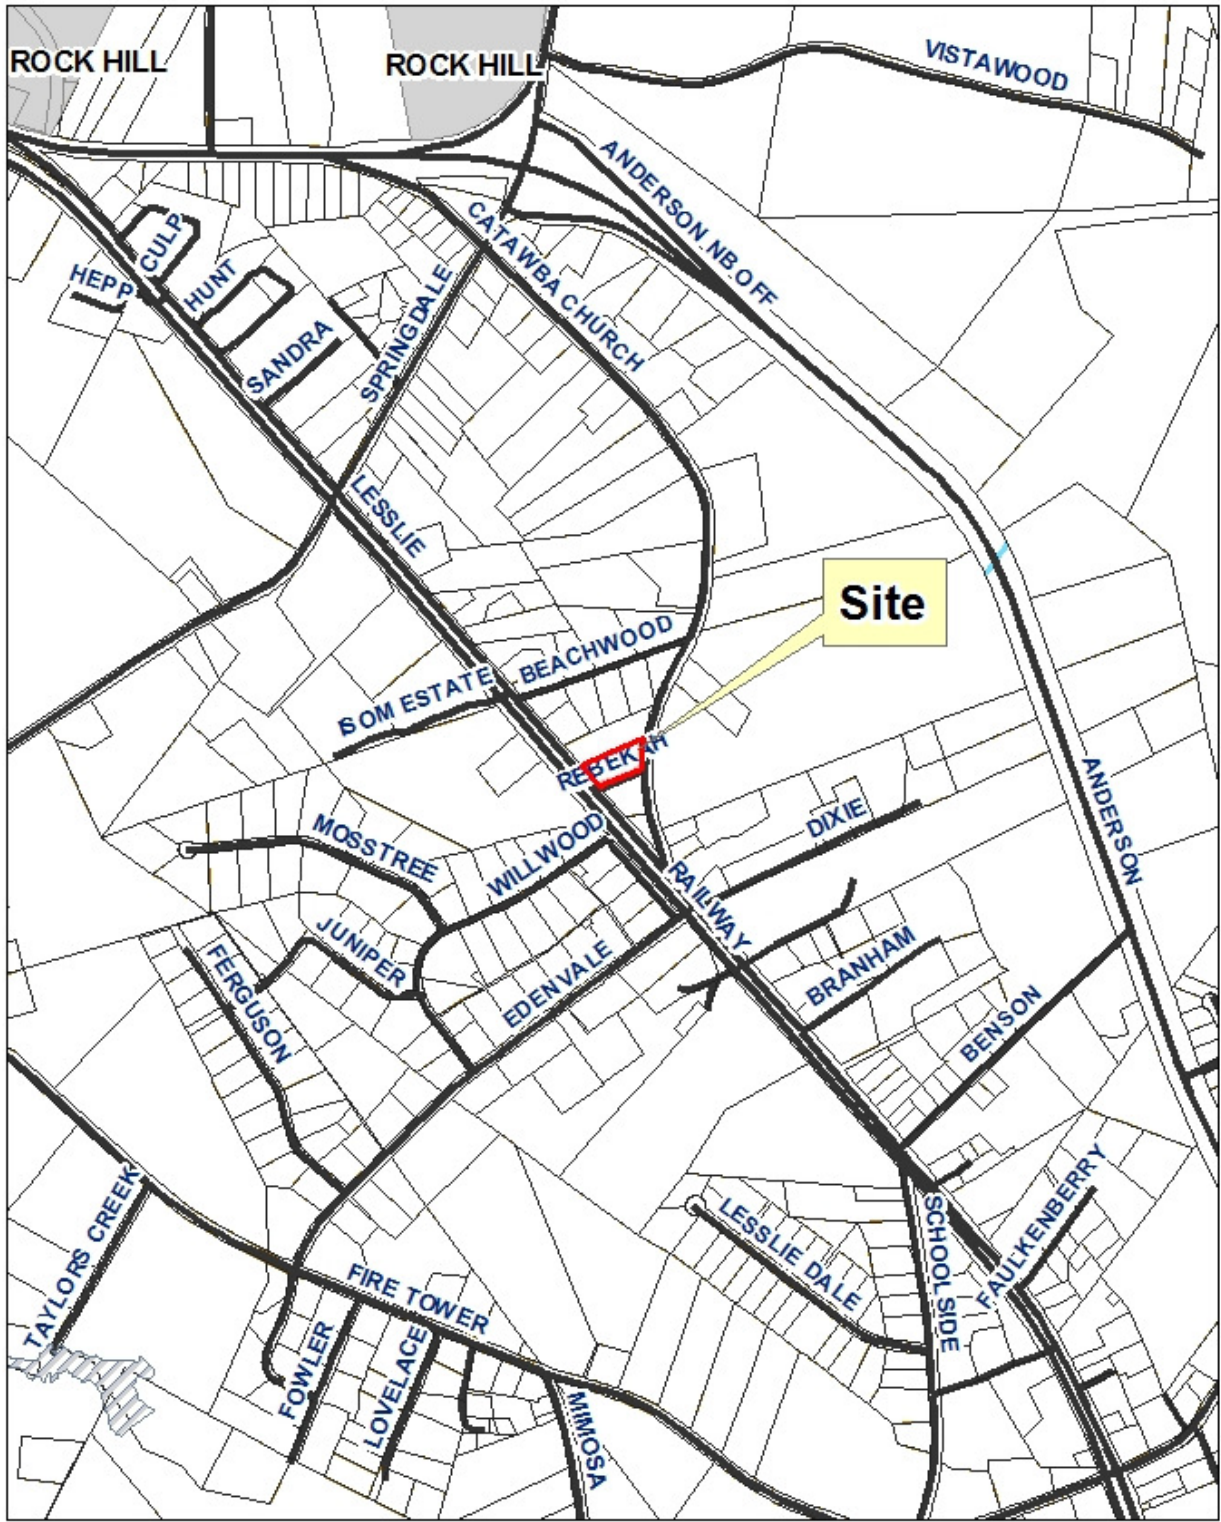 ROCK HILL
ROCK HILL
VISTAWOOD
ANDERSON NB OFF
CULP
CATAWBA CHURCH
HEPP
HUNT
SPRINGDALE
SANDRA
LESSLIE
Site
BEACHWOOD
BOM ESTATE
REBEKAH
ANDERSON
DIXIE
MOSSTREE
WILLWOOD
RAILWAY
JUNIPER
FERGUSON
EDENVALE
BRANHAM
BENSON
TAYLORS CREEK
FAULKENBERRY
LESSLIE DALE
SCHOOL SIDE
FIRE TOWER
FOWLER
LOVELACE
MIMOSA